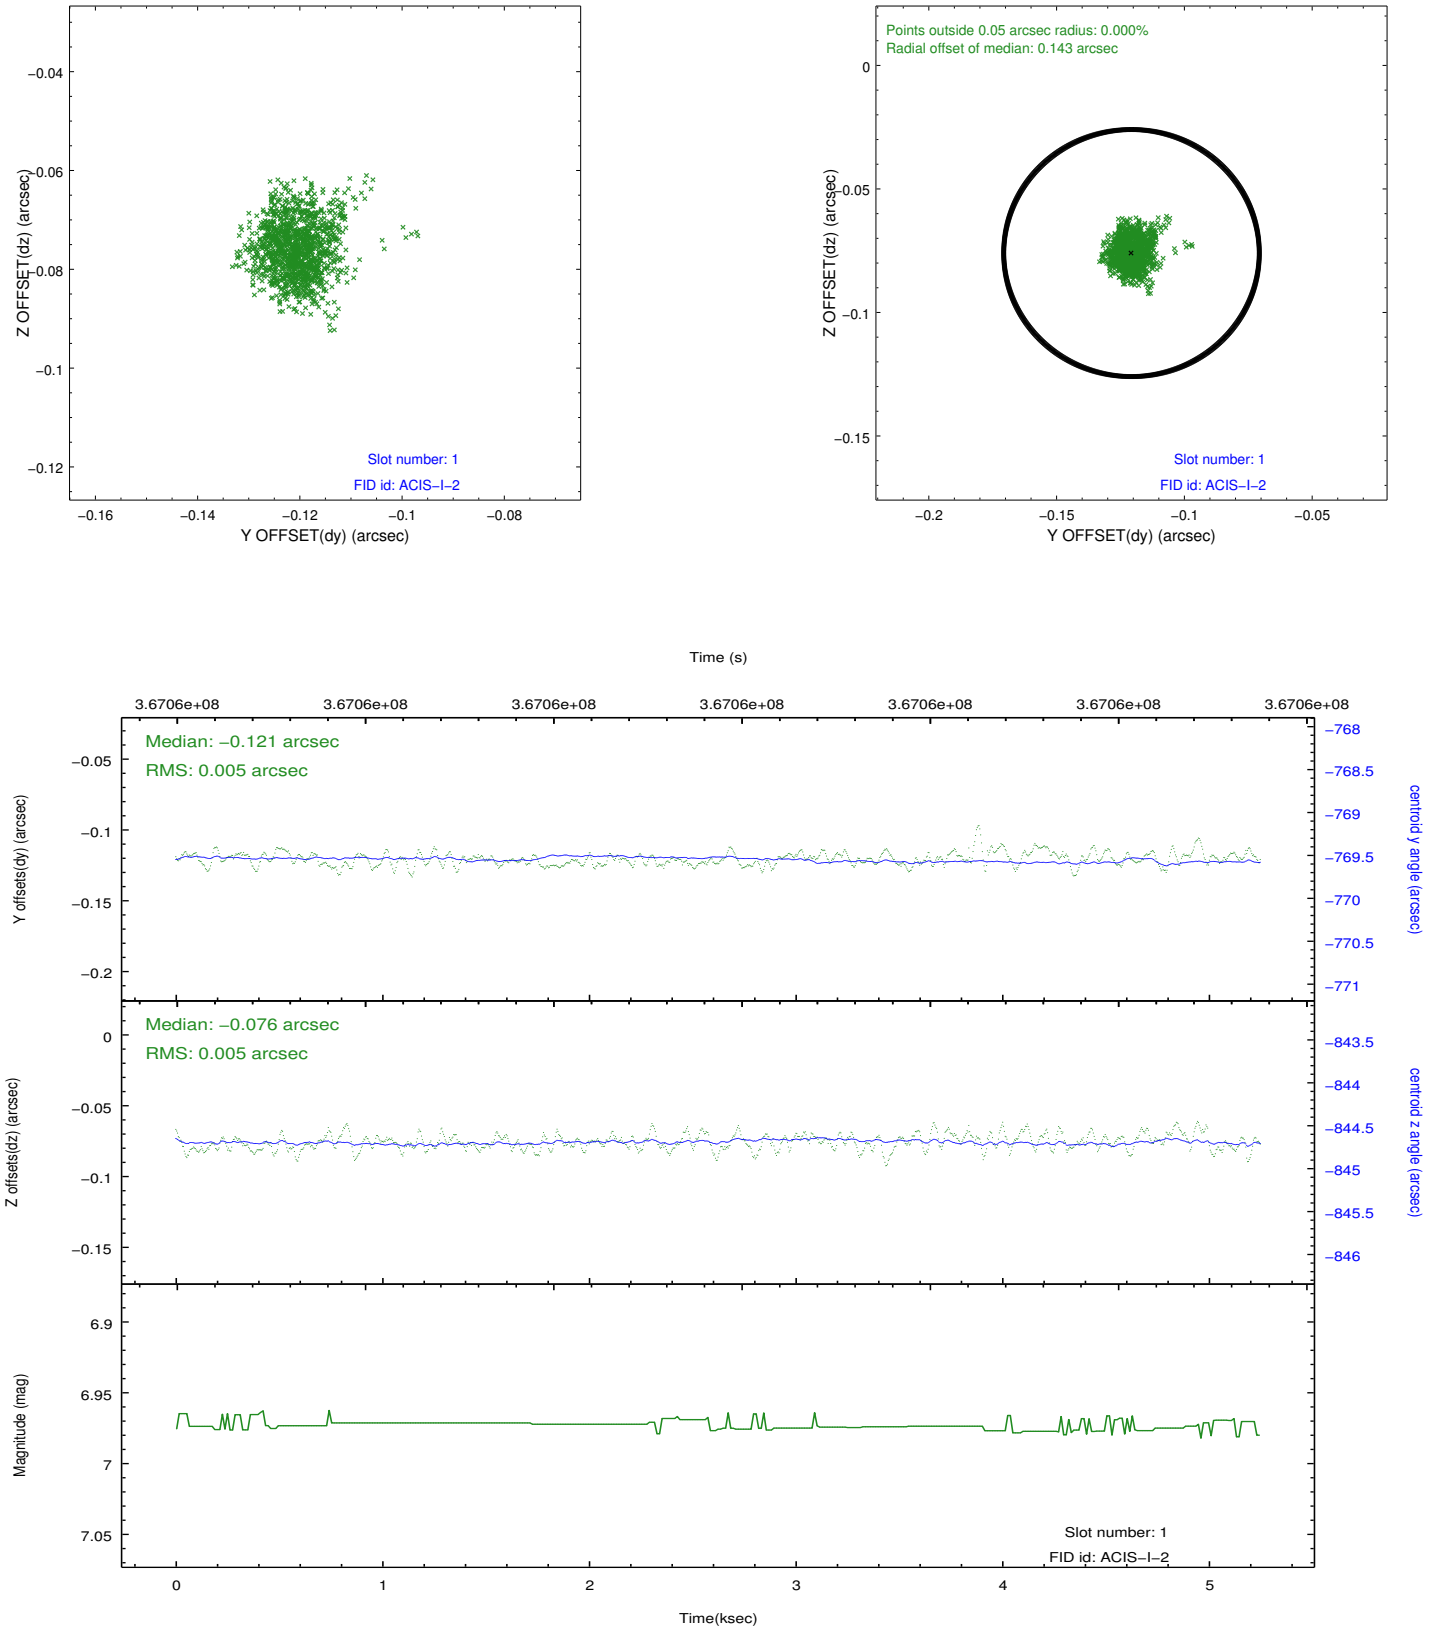 −0.04
−0.06
−0.08
−0.1
−0.12
Z OFFSET(dz) (arcsec)
Slot number: 1
FID id: ACIS−I−2
−0.16
−0.14
−0.12
−0.1
−0.08
Y OFFSET(dy) (arcsec)
Points outside 0.05 arcsec radius: 0.000%
Radial offset of median: 0.143 arcsec
0
−0.05
−0.1
−0.15
Z OFFSET(dz) (arcsec)
Slot number: 1
FID id: ACIS−I−2
−0.2
−0.15
−0.1
−0.05
Y OFFSET(dy) (arcsec)
Time (s)
3.6706e+08
3.6706e+08
3.6706e+08
3.6706e+08
3.6706e+08
3.6706e+08
3.6706e+08
Median: −0.121 arcsec
RMS: 0.005 arcsec
−0.05
−0.1
−0.15
−0.2
Y offsets(dy) (arcsec)
−768
−768.5
−769
−769.5
−770
−770.5
−771
centroid y angle (arcsec)
Median: −0.076 arcsec
RMS: 0.005 arcsec
0
−0.05
−0.1
−0.15
Z offsets(dz) (arcsec)
−843.5
−844
−844.5
−845
−845.5
−846
centroid z angle (arcsec)
6.9
6.95
7
7.05
Magnitude (mag)
Slot number: 1
FID id: ACIS−I−2
0
1
2
3
4
5
Time(ksec)